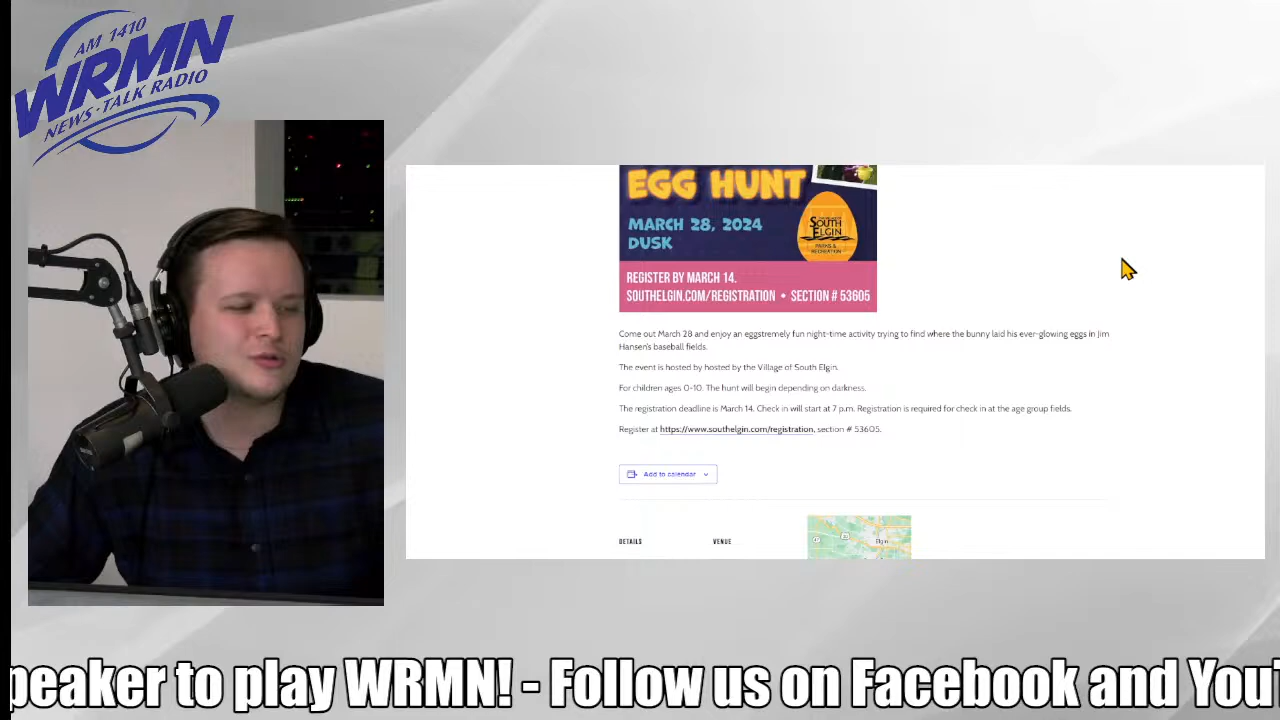 AM 1410
WRMN
NEWS·TALK RADIO
EGG HUNT
MARCH 28, 2024
DUSK
SOUTH
ELGIN
PARKS &
RECREATION
REGISTER BY MARCH 14.
SOUTHELGIN.COM/REGISTRATION • SECTION # 53605
Come out March 28 and enjoy an eggstremely fun night-time activity trying to find where the bunny laid his ever-glowing eggs in Jim
Hansen's baseball fields.
The event is hosted by hosted by the Village of South Elgin.
For children ages 0-10. The hunt will begin depending on darkness.
The registration deadline is March 14. Check in will start at 7 p.m. Registration is required for check in at the age group fields.
Register at https://www.southelgin.com/registration, section # 53605.
Add to calendar
DETAILS
VENUE
Elgin
peaker to play WRMN! - Follow us on Facebook and You